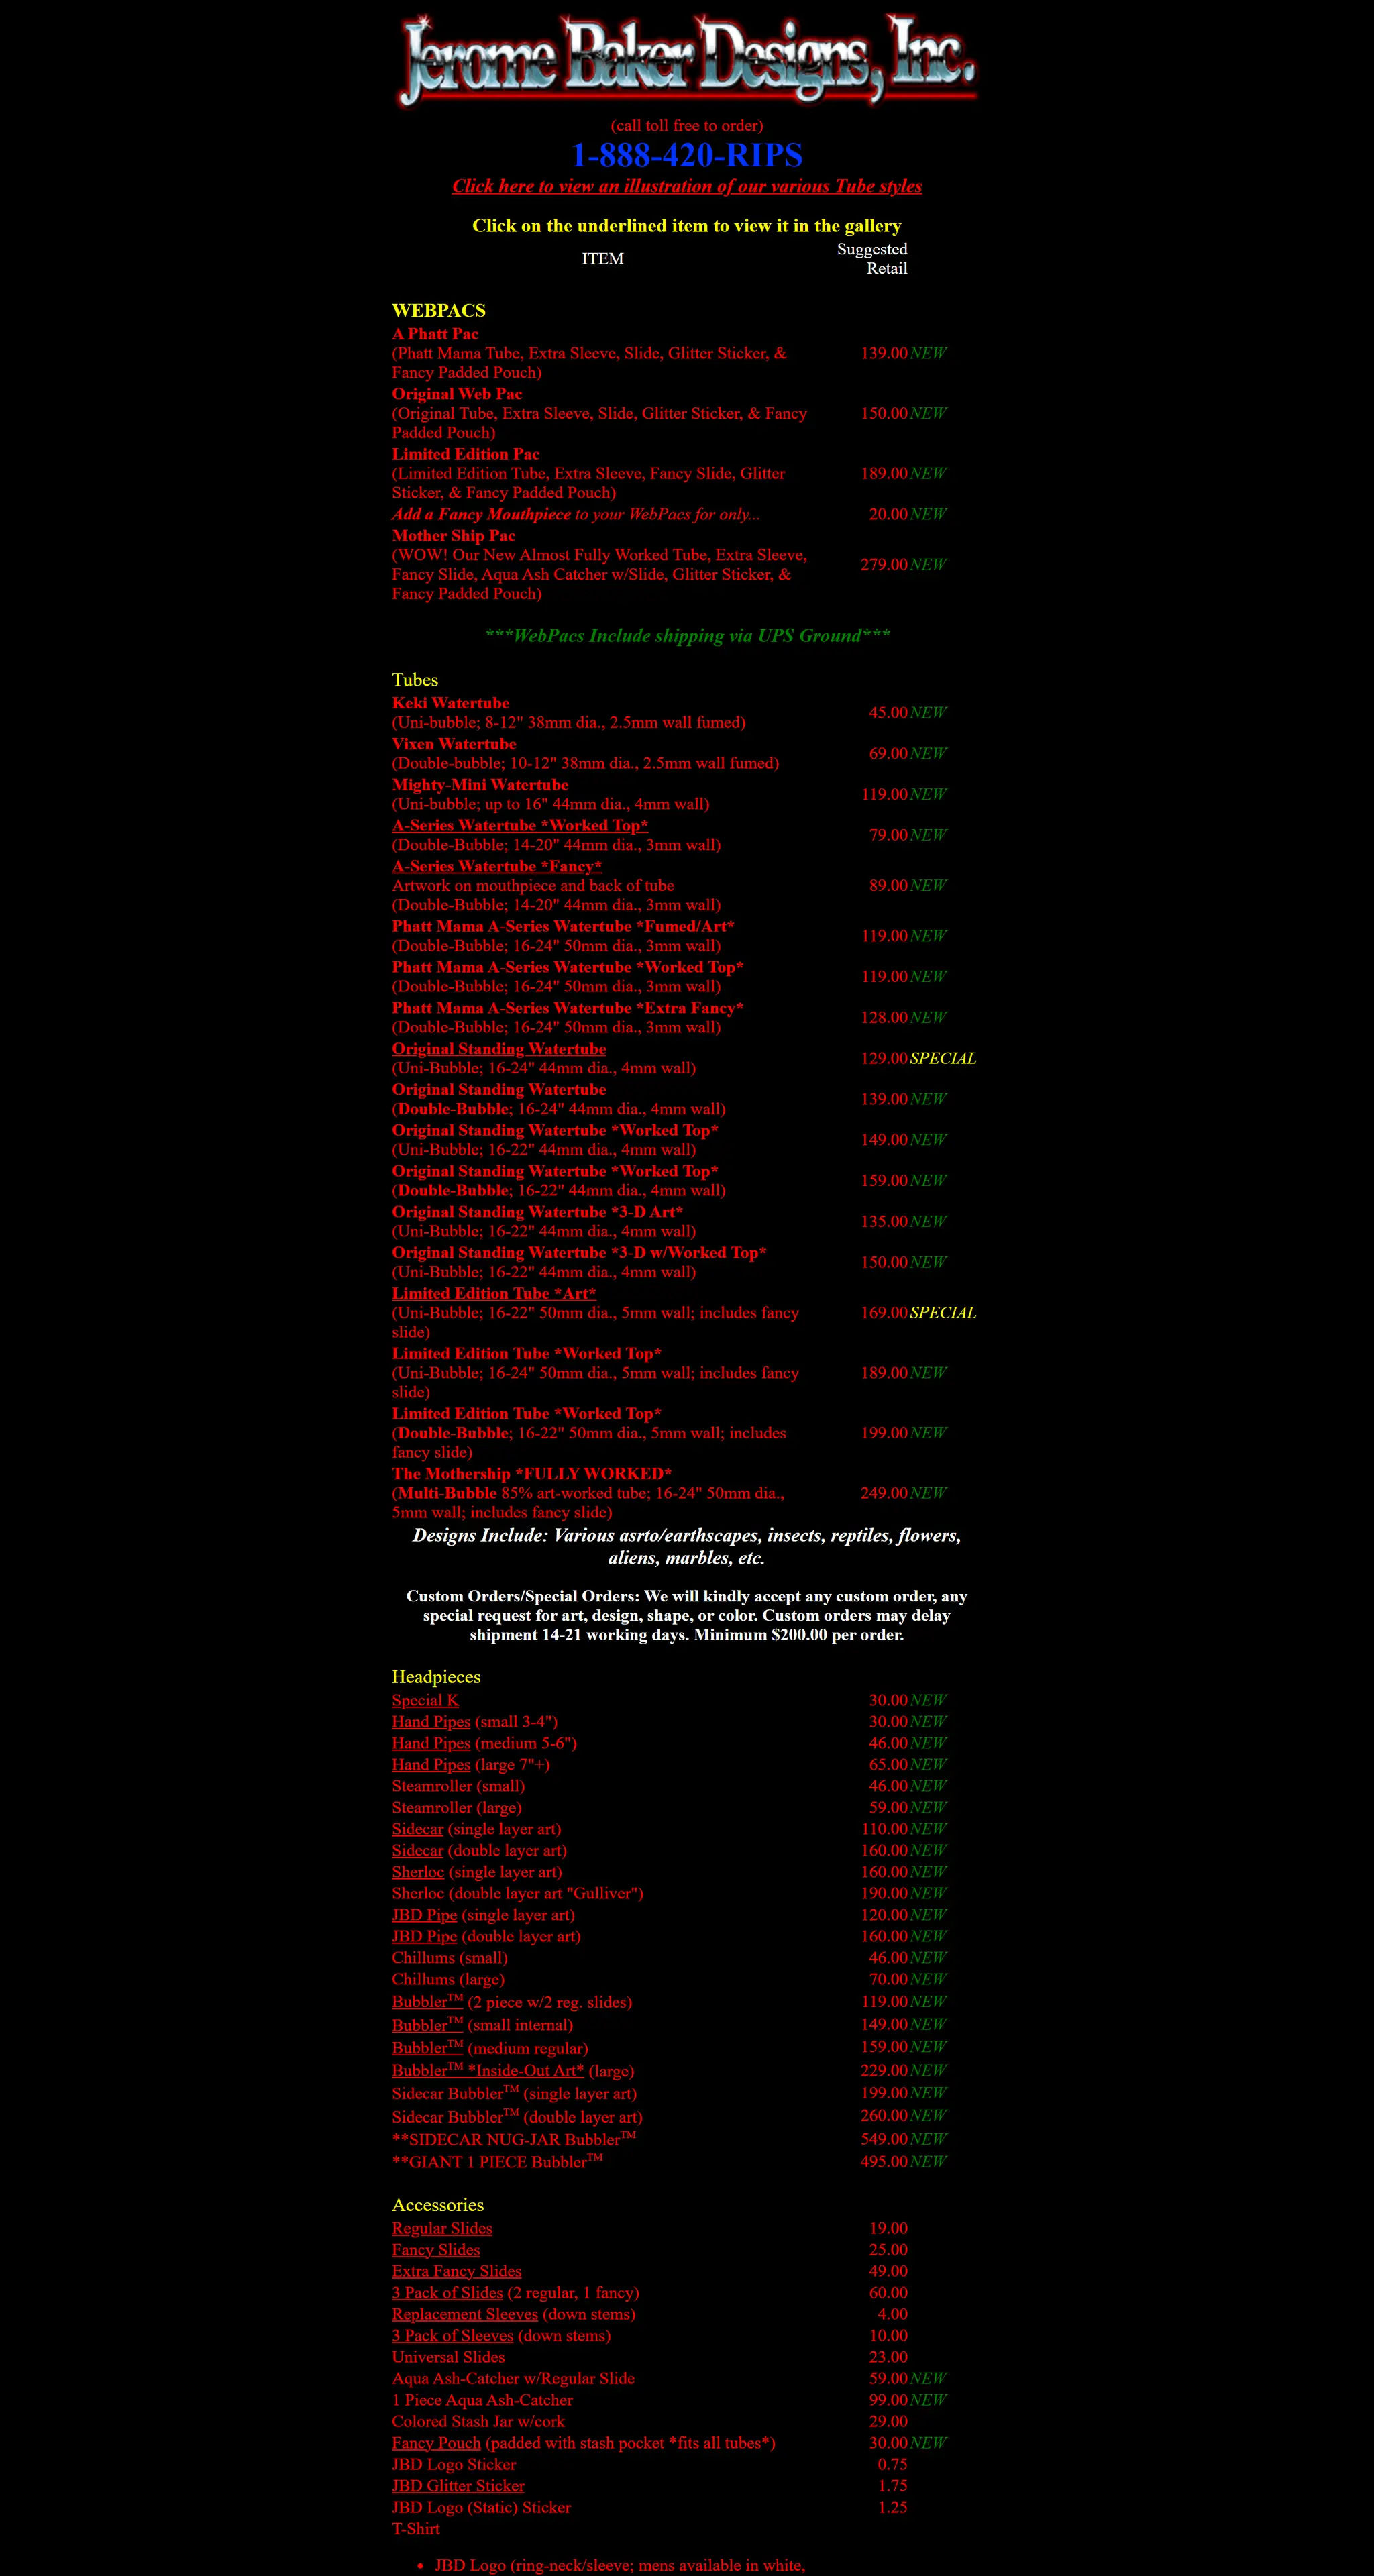 Jerome Baker Designs, Inc.
(call toll free to order)
1-888-420-RIPS
Click here to view an illustration of our various Tube styles
Click on the underlined item to view it in the gallery
ITEM Suggested
Retail
WEBPACS
A Phatt Pac
(Phatt Mama Tube, Extra Sleeve, Slide, Glitter Sticker, & 139.00 NEW
Fancy Padded Pouch)
Original Web Pac
(Original Tube, Extra Sleeve, Slide, Glitter Sticker, & Fancy 150.00 NEW
Padded Pouch)
Limited Edition Pac
(Limited Edition Tube, Extra Sleeve, Fancy Slide, Glitter 189.00 NEW
Sticker, & Fancy Padded Pouch)
Add a Fancy Mouthpiece to your WebPacs for only... 20.00 NEW
Mother Ship Pac
(WOW! Our New Almost Fully Worked Tube, Extra Sleeve,
Fancy Slide, Aqua Ash Catcher w/Slide, Glitter Sticker, & 279.00 NEW
Fancy Padded Pouch)
***WebPacs Include shipping via UPS Ground***
Tubes
Keki Watertube
(Uni-bubble; 8-12" 38mm dia., 2.5mm wall fumed) 45.00 NEW
Vixen Watertube
(Double-bubble; 10-12" 38mm dia., 2.5mm wall fumed) 69.00 NEW
Mighty-Mini Watertube
(Uni-bubble; up to 16" 44mm dia., 4mm wall) 119.00 NEW
A-Series Watertube *Worked Top*
(Double-Bubble; 14-20" 44mm dia., 3mm wall) 79.00 NEW
A-Series Watertube *Fancy*
Artwork on mouthpiece and back of tube 89.00 NEW
(Double-Bubble; 14-20" 44mm dia., 3mm wall)
Phatt Mama A-Series Watertube *Fumed/Art*
(Double-Bubble; 16-24" 50mm dia., 3mm wall) 119.00 NEW
Phatt Mama A-Series Watertube *Worked Top*
(Double-Bubble; 16-24" 50mm dia., 3mm wall) 119.00 NEW
Phatt Mama A-Series Watertube *Extra Fancy*
(Double-Bubble; 16-24" 50mm dia., 3mm wall) 128.00 NEW
Original Standing Watertube
(Uni-Bubble; 16-24" 44mm dia., 4mm wall) 129.00 SPECIAL
Original Standing Watertube
(Double-Bubble; 16-24" 44mm dia., 4mm wall) 139.00 NEW
Original Standing Watertube *Worked Top*
(Uni-Bubble; 16-22" 44mm dia., 4mm wall) 149.00 NEW
Original Standing Watertube *Worked Top*
(Double-Bubble; 16-22" 44mm dia., 4mm wall) 159.00 NEW
Original Standing Watertube *3-D Art*
(Uni-Bubble; 16-22" 44mm dia., 4mm wall) 135.00 NEW
Original Standing Watertube *3-D w/Worked Top*
(Uni-Bubble; 16-22" 44mm dia., 4mm wall) 150.00 NEW
Limited Edition Tube *Art*
(Uni-Bubble; 16-22" 50mm dia., 5mm wall; includes fancy 169.00 SPECIAL
slide)
Limited Edition Tube *Worked Top*
(Uni-Bubble; 16-24" 50mm dia., 5mm wall; includes fancy 189.00 NEW
slide)
Limited Edition Tube *Worked Top*
(Double-Bubble; 16-22" 50mm dia., 5mm wall; includes 199.00 NEW
fancy slide)
The Mothership *FULLY WORKED*
(Multi-Bubble 85% art-worked tube; 16-24" 50mm dia., 249.00 NEW
5mm wall; includes fancy slide)
Designs Include: Various asrto/earthscapes, insects, reptiles, flowers,
aliens, marbles, etc.
Custom Orders/Special Orders: We will kindly accept any custom order, any
special request for art, design, shape, or color. Custom orders may delay
shipment 14-21 working days. Minimum $200.00 per order.
Headpieces
Special K 30.00 NEW
Hand Pipes (small 3-4") 30.00 NEW
Hand Pipes (medium 5-6") 46.00 NEW
Hand Pipes (large 7"+) 65.00 NEW
Steamroller (small) 46.00 NEW
Steamroller (large) 59.00 NEW
Sidecar (single layer art) 110.00 NEW
Sidecar (double layer art) 160.00 NEW
Sherloc (single layer art) 160.00 NEW
Sherloc (double layer art "Gulliver") 190.00 NEW
JBD Pipe (single layer art) 120.00 NEW
JBD Pipe (double layer art) 160.00 NEW
Chillums (small) 46.00 NEW
Chillums (large) 70.00 NEW
Bubbler™ (2 piece w/2 reg. slides) 119.00 NEW
Bubbler™ (small internal) 149.00 NEW
Bubbler™ (medium regular) 159.00 NEW
Bubbler™ *Inside-Out Art* (large) 229.00 NEW
Sidecar Bubbler™ (single layer art) 199.00 NEW
Sidecar Bubbler™ (double layer art) 260.00 NEW
**SIDECAR NUG-JAR Bubbler™ 549.00 NEW
**GIANT 1 PIECE Bubbler™ 495.00 NEW
Accessories
Regular Slides 19.00
Fancy Slides 25.00
Extra Fancy Slides 49.00
3 Pack of Slides (2 regular, 1 fancy) 60.00
Replacement Sleeves (down stems) 4.00
3 Pack of Sleeves (down stems) 10.00
Universal Slides 23.00
Aqua Ash-Catcher w/Regular Slide 59.00 NEW
1 Piece Aqua Ash-Catcher 99.00 NEW
Colored Stash Jar w/cork 29.00
Fancy Pouch (padded with stash pocket *fits all tubes*) 30.00 NEW
JBD Logo Sticker 0.75
JBD Glitter Sticker 1.75
JBD Logo (Static) Sticker 1.25
T-Shirt
• JBD Logo (ring-neck/sleeve; mens available in white,